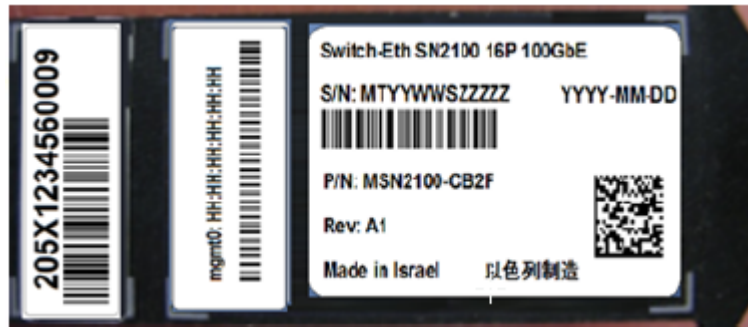 205X1234560009
mgmt0: HH:HH:HH:HH:HH:HH
Switch-Eth SN2100 16P 100GbE
S/N: MTYYWWSZZZZZ YYYY-MM-DD
P/N: MSN2100-CB2F
Rev: A1
Made in Israel 以色列制造